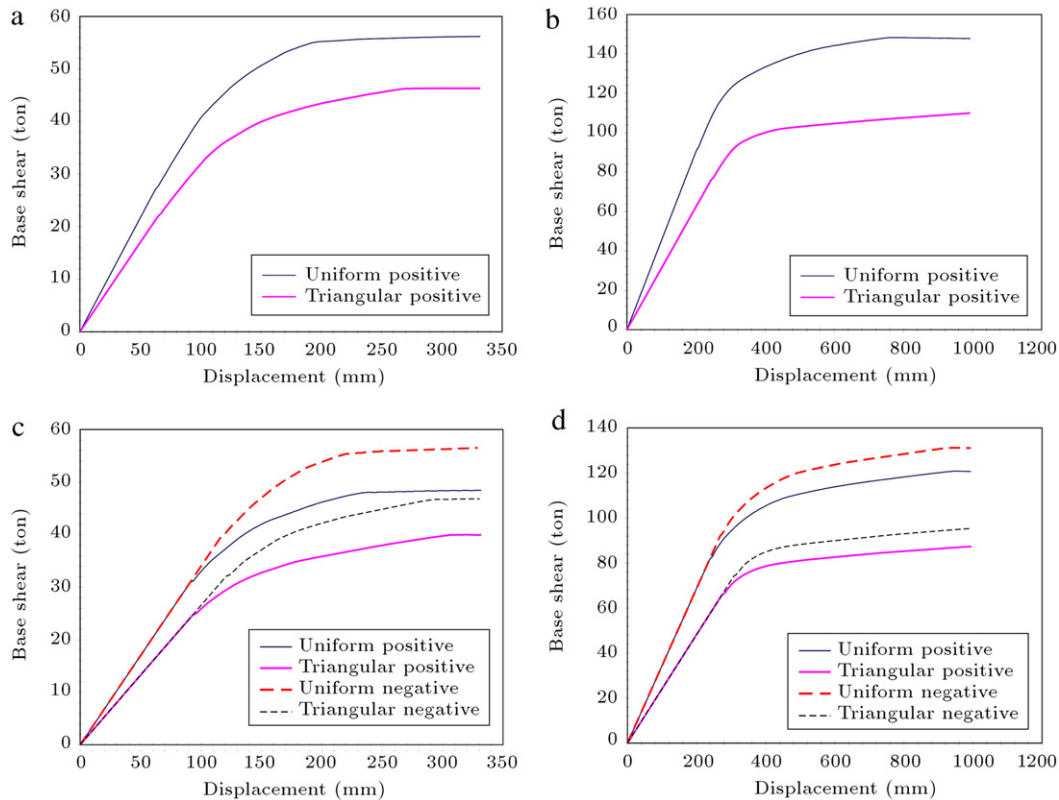 a
60
50
40
30
20
10
0
Base shear (ton)
0 50 100 150 200 250 300 350
Displacement (mm)
Uniform positive
Triangular positive
b
160
140
120
100
80
60
40
20
0
Base shear (ton)
0 200 400 600 800 1000 1200
Displacement (mm)
Uniform positive
Triangular positive
c
60
50
40
30
20
10
0
Base shear (ton)
0 50 100 150 200 250 300 350
Displacement (mm)
Uniform positive
Triangular positive
Uniform negative
Triangular negative
d
140
120
100
80
60
40
20
0
Base shear (ton)
0 200 400 600 800 1000 1200
Displacement (mm)
Uniform positive
Triangular positive
Uniform negative
Triangular negative